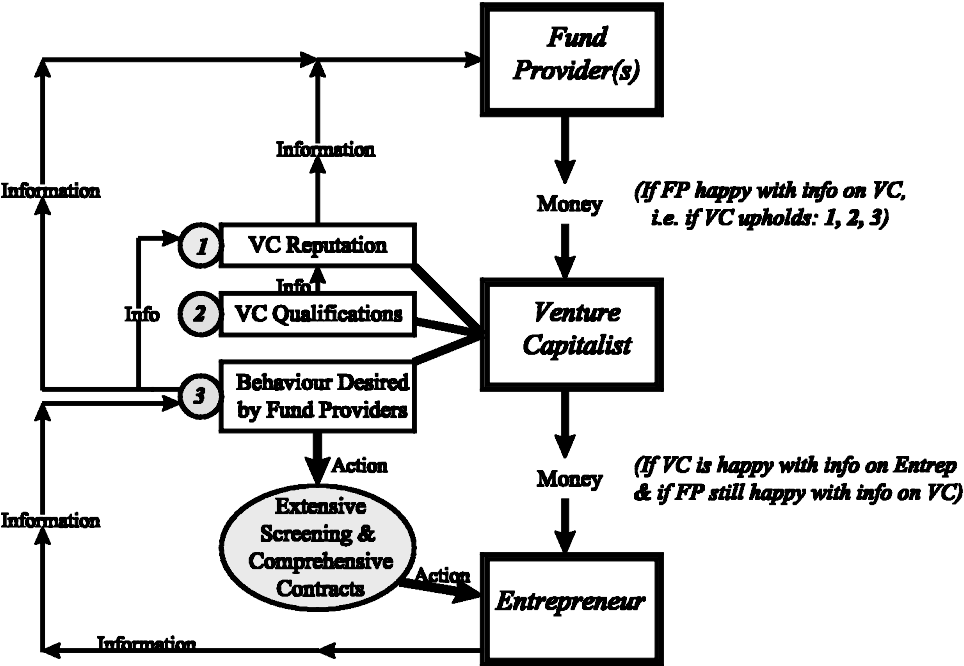 Fund
Provider(s)
Information
Information
Money
(If FP happy with info on VC,
i.e. if VC upholds: 1, 2, 3)
1
VC Reputation
Info
Info
2
VC Qualifications
Venture
Capitalist
3
Behaviour Desired
by Fund Providers
Action
Money
(If VC is happy with info on Entrep
& if FP still happy with info on VC)
Information
Extensive
Screening &
Comprehensive
Contracts
Action
Entrepreneur
Information